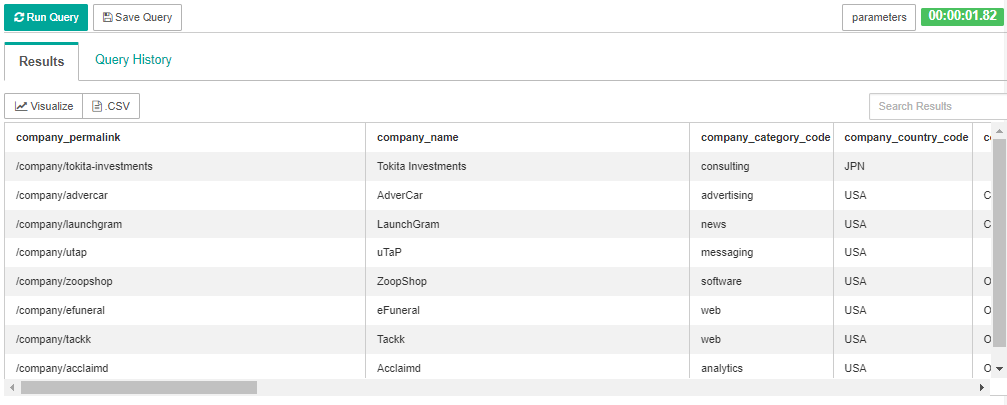 Run Query Save Query parameters 00:00:01.82
Results Query History
Visualize .CSV Search Results
company_permalink company_name company_category_code company_country_code
/company/tokita-investments Tokita Investments consulting JPN
/company/advercar AdverCar advertising USA C
/company/launchgram LaunchGram news USA C
/company/utap uTaP messaging USA
/company/zoopshop ZoopShop software USA O
/company/efuneral eFuneral web USA O
/company/tackk Tackk web USA O
/company/acclaimd Acclaimd analytics USA O